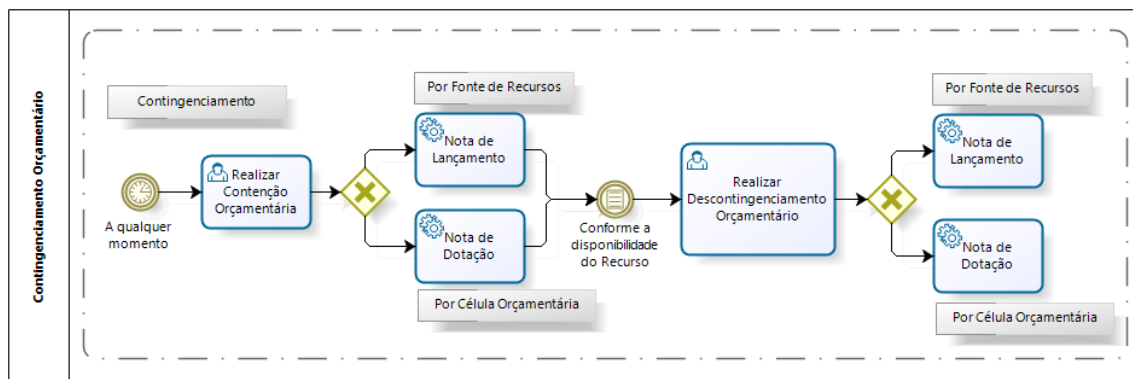 Contingenciamento Orçamentário
Contingenciamento
A qualquer
momento
Realizar
Contenção
Orçamentária
Por Fonte de Recursos
Nota de
Lançamento
Nota de
Dotação
Por Célula Orçamentária
Conforme a
disponibilidade
do Recurso
Realizar
Descontingenciamento
Orçamentário
Por Fonte de Recursos
Nota de
Lançamento
Nota de
Dotação
Por Célula Orçamentária